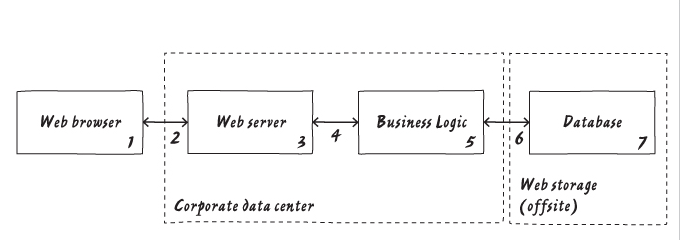 Web browser
1
2
Web server
3
4
Business Logic
5
6
Database
7
Corporate data center
Web storage
(offsite)